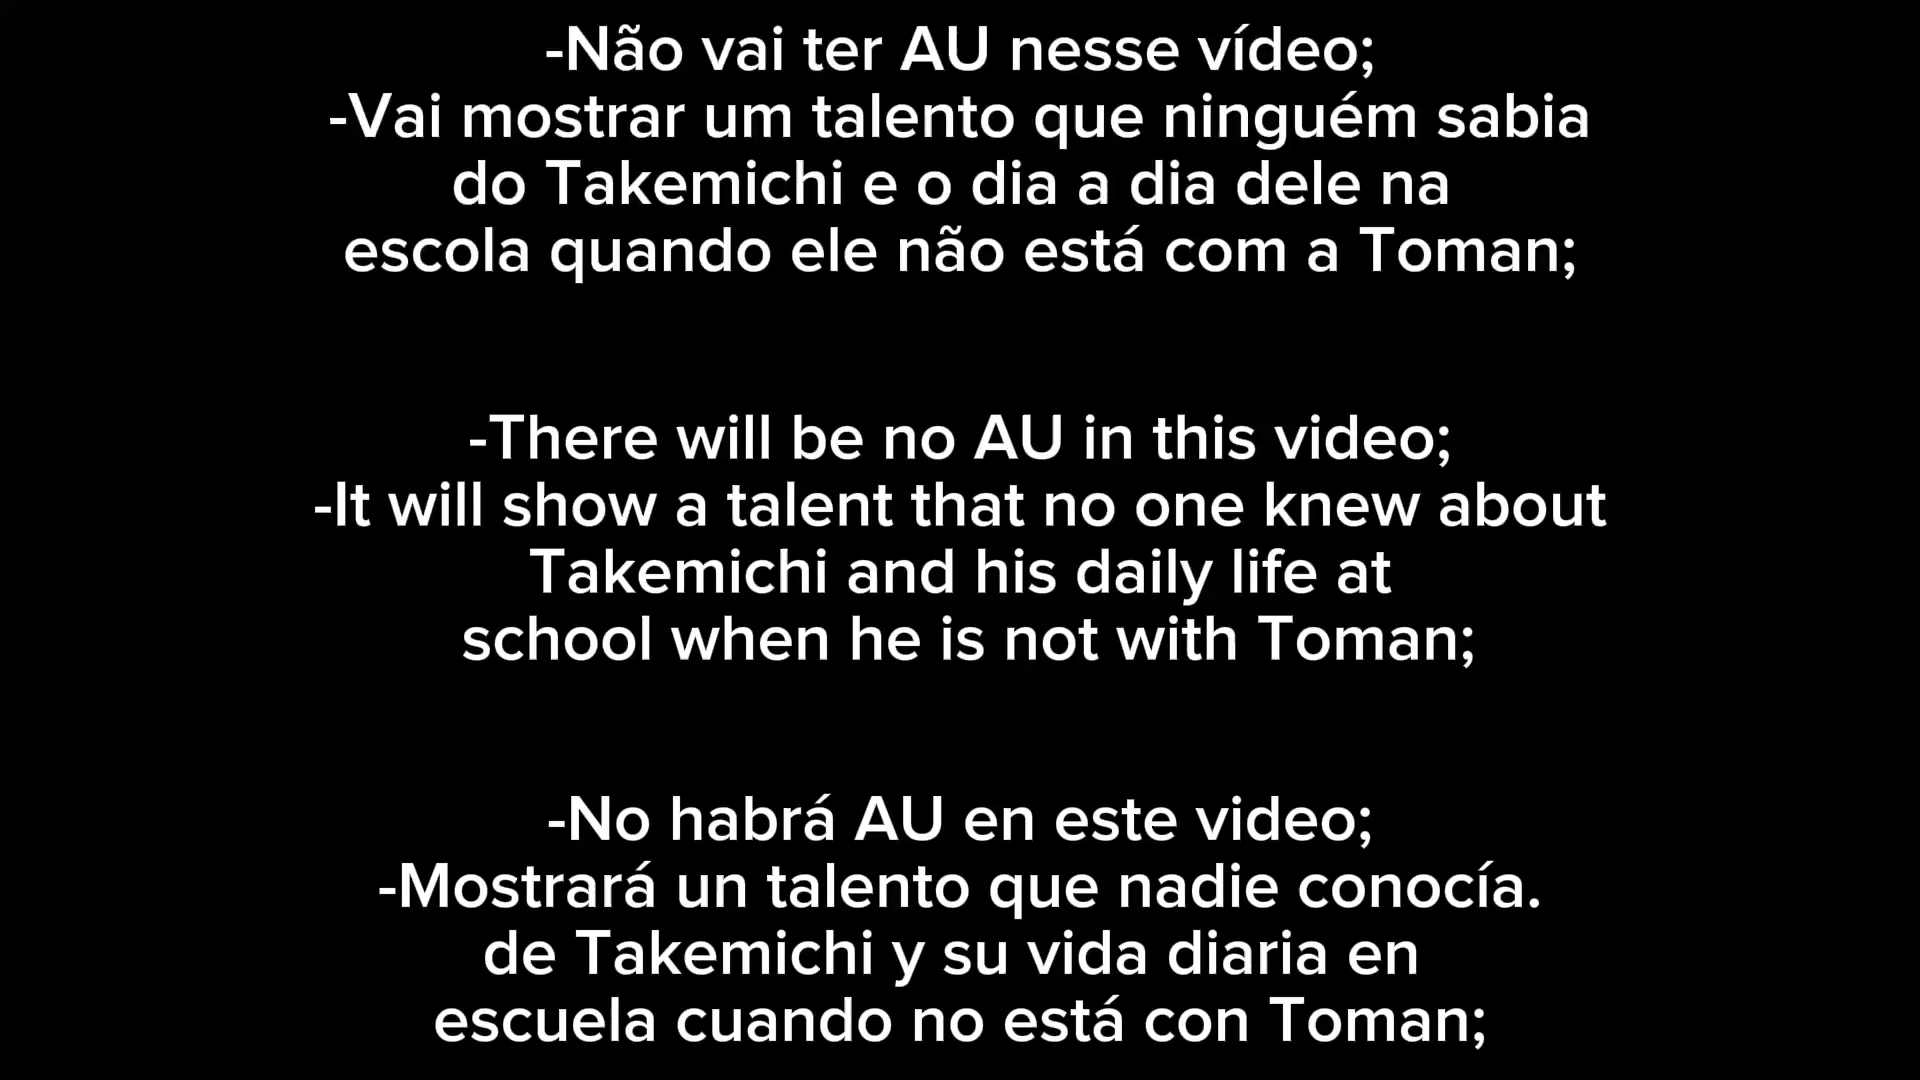 -Não vai ter AU nesse vídeo;
-Vai mostrar um talento que ninguém sabia
do Takemichi e o dia a dia dele na
escola quando ele não está com a Toman;
-There will be no AU in this video;
-It will show a talent that no one knew about
Takemichi and his daily life at
school when he is not with Toman;
-No habrá AU en este video;
-Mostrará un talento que nadie conocía.
de Takemichi y su vida diaria en
escuela cuando no está con Toman;